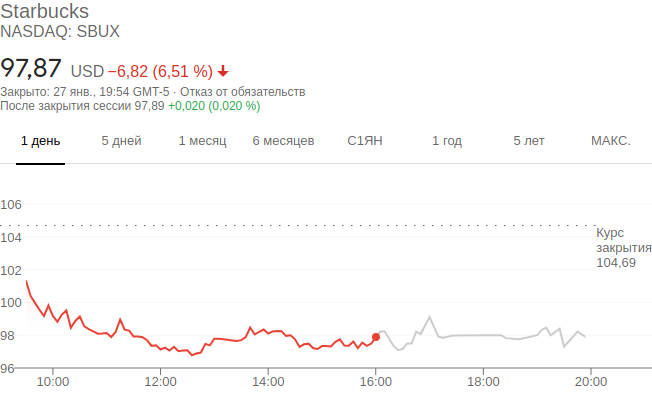 Starbucks
NASDAQ: SBUX
97,87 USD −6,82 (6,51 %)
Закрыто: 27 янв., 19:54 GMT-5 · Отказ от обязательств
После закрытия сессии 97,89 +0,020 (0,020 %)
1 день 5 дней 1 месяц 6 месяцев С1ЯН 1 год 5 лет МАКС.
106
104
102
100
98
96
Курс
закрытия
104,69
10:00 12:00 14:00 16:00 18:00 20:00